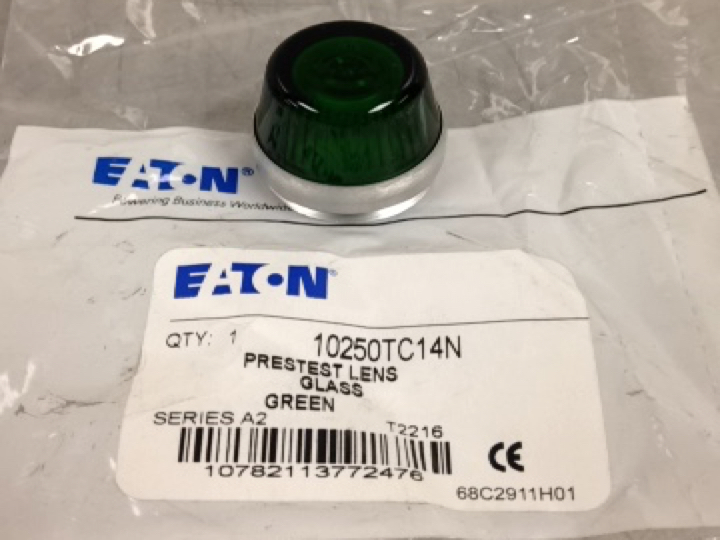 EATON®
Powering Business Worldwide
EATON®
QTY: 1 10250TC14N
PRESTEST LENS
GLASS
GREEN
SERIES A2 T2216
10782113772476
CE
68C2911H01